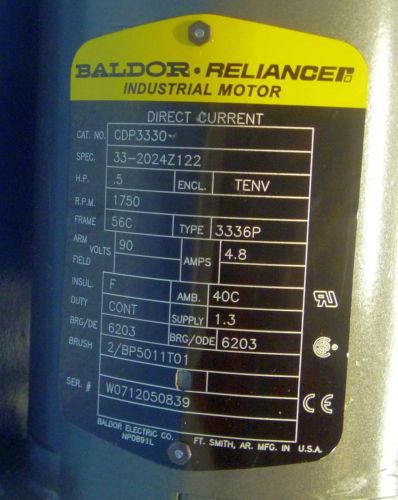 BALDOR • RELIANCE
INDUSTRIAL MOTOR
DIRECT CURRENT
CAT. NO. CDP3330
SPEC. 33-2024Z122
H.P. .5 ENCL. TENV
R.P.M. 1750
FRAME 56C TYPE 3336P
ARM VOLTS 90 AMPS 4.8
FIELD
INSUL. F AMB. 40C
DUTY CONT SUPPLY 1.3
BRG/DE 6203 BRG/ODE 6203
BRUSH 2/BP5011T01
SER. # W0712050839
BALDOR ELECTRIC CO. FT. SMITH, AR. MFG. IN U.S.A.
NP0891L
CE